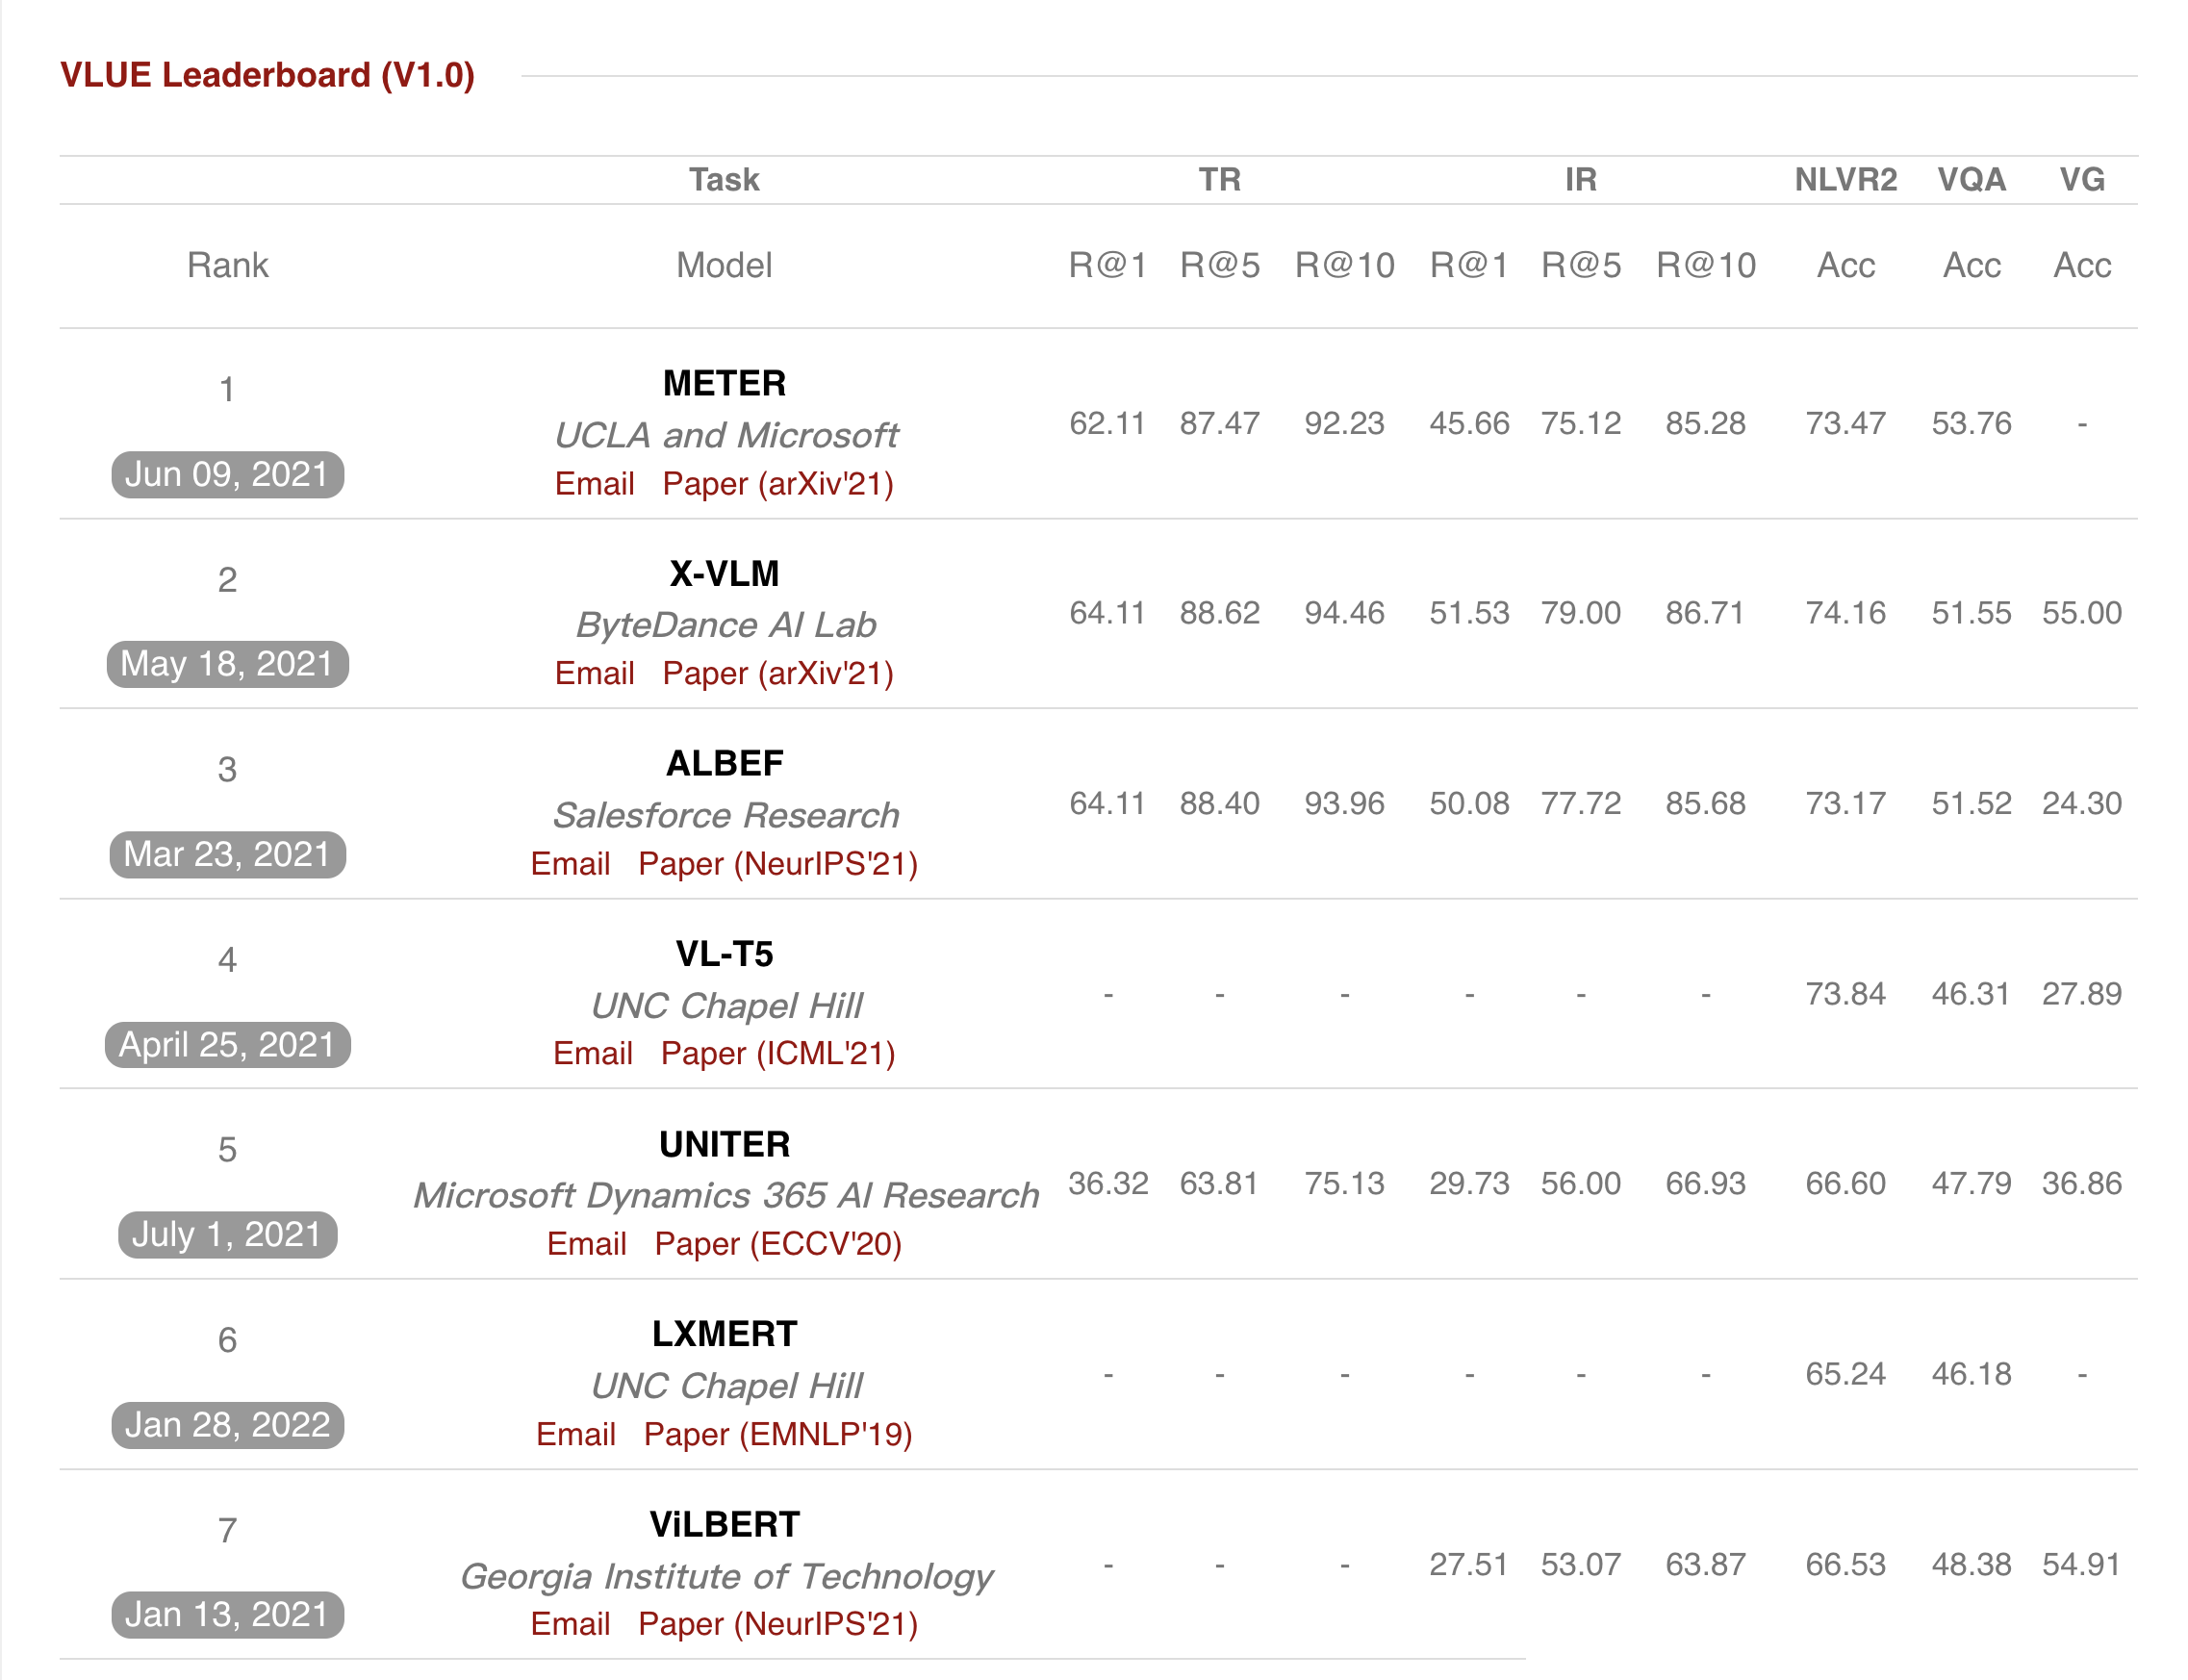 VLUE Leaderboard (V1.0)
Task TR IR NLVR2 VQA VG
Rank Model R@1 R@5 R@10 R@1 R@5 R@10 Acc Acc Acc
1 METER 62.11 87.47 92.23 45.66 75.12 85.28 73.47 53.76 -
UCLA and Microsoft
Jun 09, 2021 Email Paper (arXiv'21)
2 X-VLM 64.11 88.62 94.46 51.53 79.00 86.71 74.16 51.55 55.00
ByteDance AI Lab
May 18, 2021 Email Paper (arXiv'21)
3 ALBEF 64.11 88.40 93.96 50.08 77.72 85.68 73.17 51.52 24.30
Salesforce Research
Mar 23, 2021 Email Paper (NeurIPS'21)
4 VL-T5 - - - - - - 73.84 46.31 27.89
UNC Chapel Hill
April 25, 2021 Email Paper (ICML'21)
5 UNITER 36.32 63.81 75.13 29.73 56.00 66.93 66.60 47.79 36.86
Microsoft Dynamics 365 AI Research
July 1, 2021 Email Paper (ECCV'20)
6 LXMERT - - - - - - 65.24 46.18 -
UNC Chapel Hill
Jan 28, 2022 Email Paper (EMNLP'19)
7 ViLBERT - - - 27.51 53.07 63.87 66.53 48.38 54.91
Georgia Institute of Technology
Jan 13, 2021 Email Paper (NeurIPS'21)